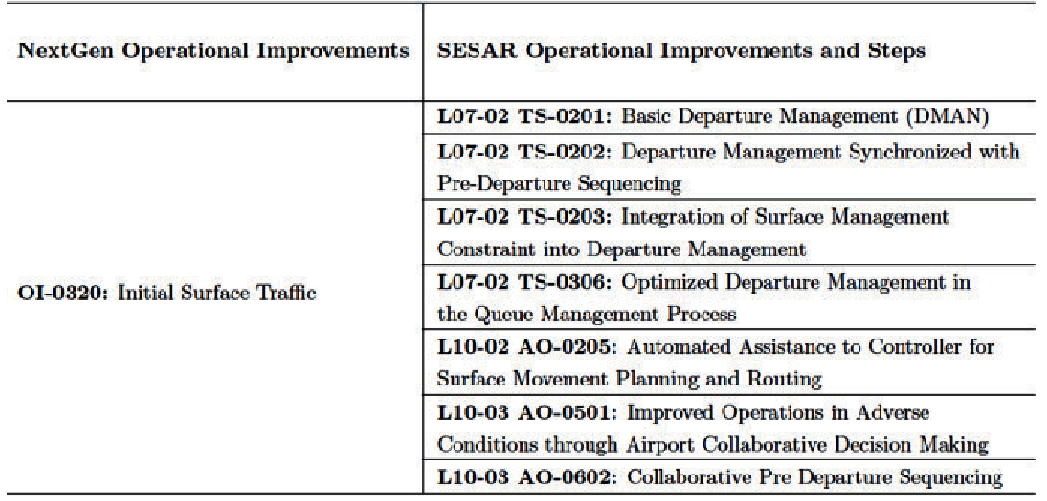 NextGen Operational Improvements
SESAR Operational Improvements and Steps
OI-0320: Initial Surface Traffic
L07-02 TS-0201: Basic Departure Management (DMAN)
L07-02 TS-0202: Departure Management Synchronized with
Pre-Departure Sequencing
L07-02 TS-0203: Integration of Surface Management
Constraint into Departure Management
L07-02 TS-0306: Optimized Departure Management in
the Queue Management Process
L10-02 AO-0205: Automated Assistance to Controller for
Surface Movement Planning and Routing
L10-03 AO-0501: Improved Operations in Adverse
Conditions through Airport Collaborative Decision Making
L10-03 AO-0602: Collaborative Pre Departure Sequencing